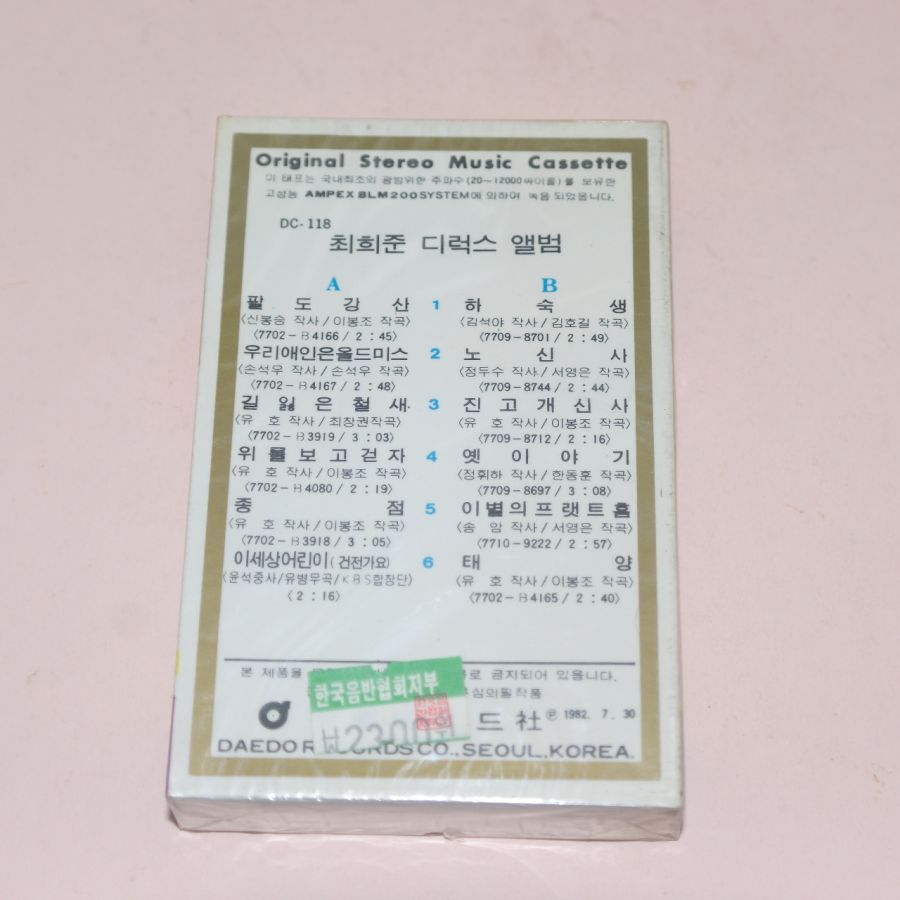 Original Stereo Music Cassette
이 태프는 국내최초의 광범위한 주파수(20~12000싸이클)를 보유한
고성능 AMPEX BLM200SYSTEM에 의하여 녹음 되었읍니다.
DC-118
최희준 디럭스 앨범
A B
팔도강산 1 하숙생
〈신봉승 작사/이봉조 작곡〉 〈김석야 작사/김호길 작곡〉
〈7702-B4166/2:45〉 〈7709-8701/2:49〉
우리애인은올드미스 2 노신사
〈손석우 작사/손석우 작곡〉 〈정두수 작사/서영은 작곡〉
〈7702-B4167/2:48〉 〈7709-8744/2:44〉
길잃은철새 3 진고개신사
〈유호 작사/최창권작곡〉 〈유호 작사/이봉조 작곡〉
〈7702-B3919/3:03〉 〈7709-8712/2:16〉
위를보고걷자 4 옛이야기
〈유호 작사/이봉조 작곡〉 〈정휘하 작사/한동훈 작곡〉
〈7702-B4080/2:19〉 〈7709-8697/3:08〉
종점 5 이별의프랫트홈
〈유호 작사/이봉조 작곡〉 〈송암 작사/서영은 작곡〉
〈7702-B3918/3:05〉 〈7710-9222/2:57〉
이세상어린이(건전가요) 6 태양
〈윤석중사/유병무곡/KBS합창단〉 〈유호 작사/이봉조 작곡〉
〈2:16〉 〈7702-B4165/2:40〉
본 제품을 로 금지되어 있읍니다.
심의필작품
한국음반협회지부
₩2300원
드社 ℗1982. 7. 30
DAEDO R RDS CO., SEOUL, KOREA.